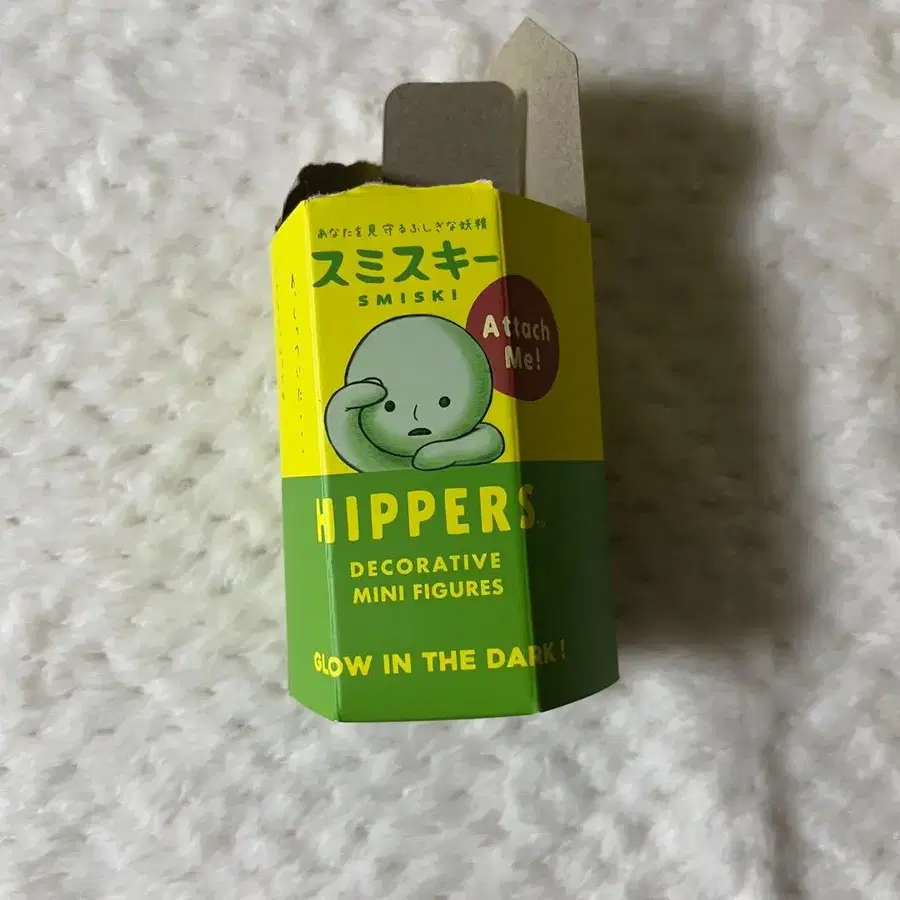 あなたを見守るふしぎな妖精
スミスキー
SMISKI
Attach
Me!
HIPPERS
DECORATIVE
MINI FIGURES
GLOW IN THE DARK!